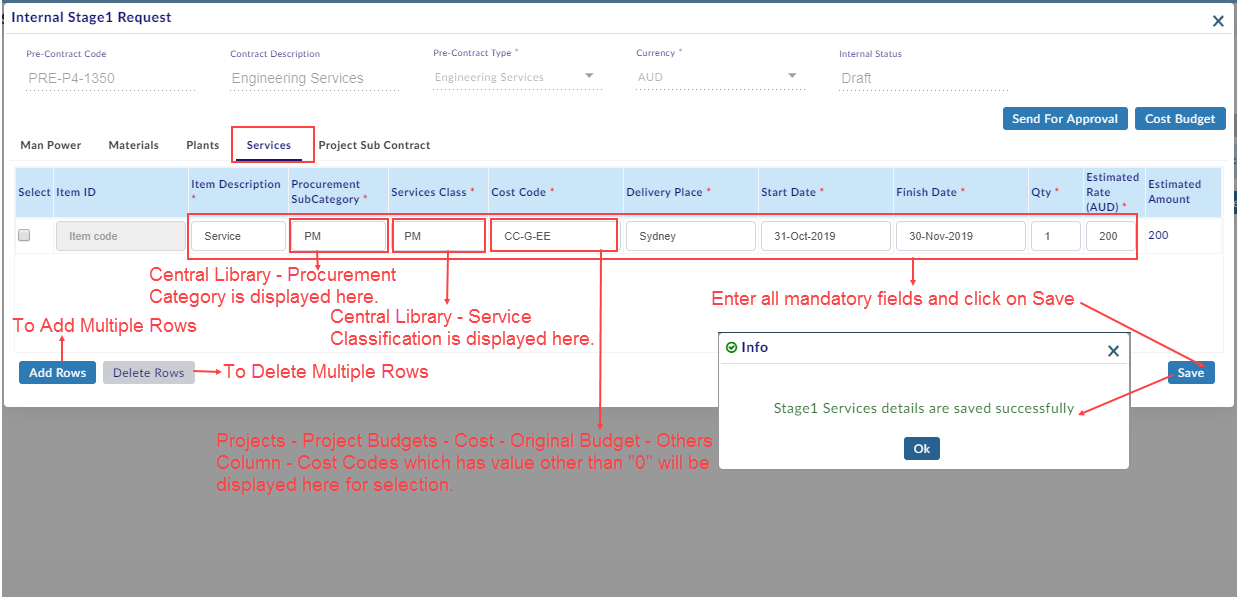 Internal Stage1 Request
Pre-Contract Code
Contract Description
Pre-Contract Type *
Currency *
Internal Status
PRE-P4-1350
Engineering Services
Engineering Services
AUD
Draft
Send For Approval
Cost Budget
Man Power
Materials
Plants
Services
Project Sub Contract
Select
Item ID
Item Description
*
Procurement
SubCategory *
Services Class *
Cost Code *
Delivery Place *
Start Date *
Finish Date *
Qty *
Estimated
Rate
(AUD) *
Estimated
Amount
Item code
Service
PM
PM
CC-G-EE
Sydney
31-Oct-2019
30-Nov-2019
1
200
200
Central Library - Procurement
Category is displayed here.
Central Library - Service
Classification is displayed here.
Enter all mandatory fields and click on Save
To Add Multiple Rows
Add Rows
Delete Rows
To Delete Multiple Rows
Save
Info
Stage1 Services details are saved successfully
Ok
Projects - Project Budgets - Cost - Original Budget - Others
Column - Cost Codes which has value other than "0" will be
displayed here for selection.